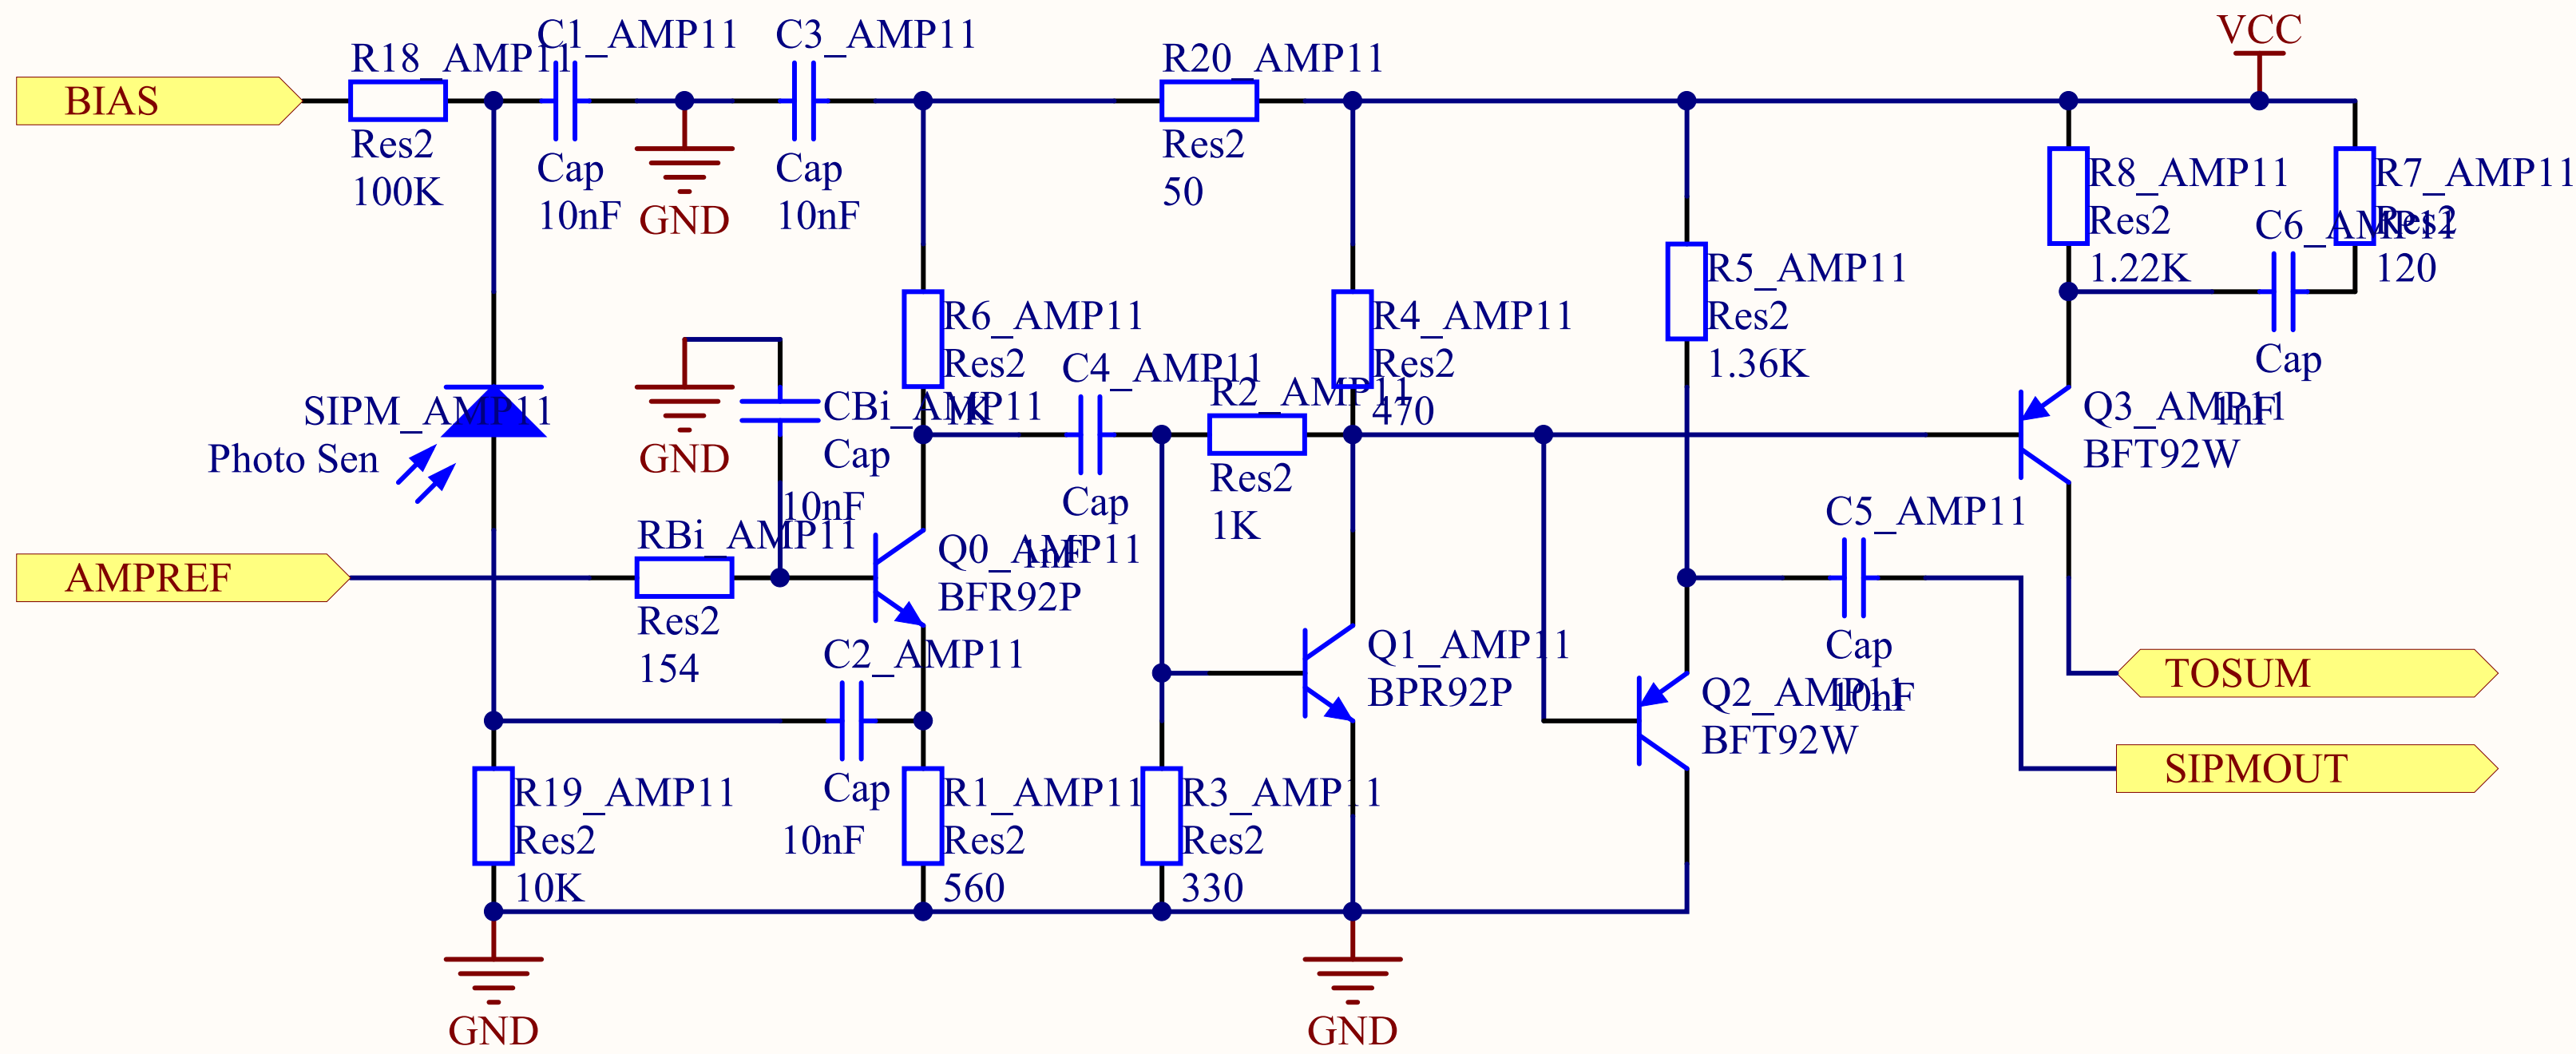 BIAS
R18_AMP11
Res2
100K
C1_AMP11
Cap
10nF
GND
C3_AMP11
Cap
10nF
R20_AMP11
Res2
50
VCC
R8_AMP11
Res2
1.22K
R7_AMP11
Res2
120
C6_AMP11
Cap
1nF
R5_AMP11
Res2
1.36K
R6_AMP11
Res2
1K
R4_AMP11
Res2
470
SIPM_AMP11
Photo Sen
GND
CBi_AMP11
Cap
10nF
C4_AMP11
Cap
1nF
R2_AMP11
Res2
1K
Q3_AMP11
BFT92W
AMPREF
RBi_AMP11
Res2
154
Q0_AMP11
BFR92P
C5_AMP11
Cap
10nF
C2_AMP11
Cap
10nF
Q1_AMP11
BPR92P
Q2_AMP11
BFT92W
TOSUM
SIPMOUT
R19_AMP11
Res2
10K
R1_AMP11
Res2
560
R3_AMP11
Res2
330
GND
GND